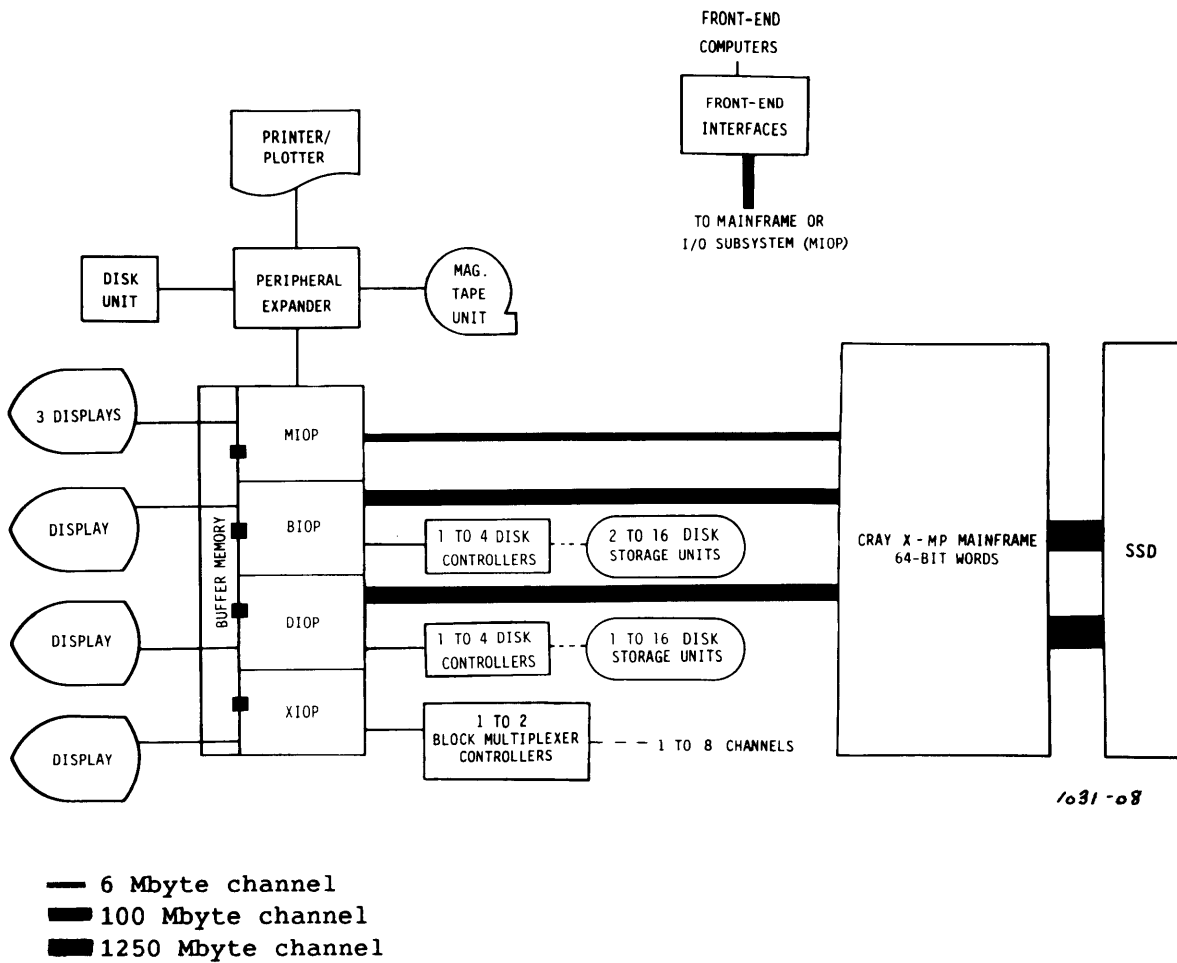 FRONT-END
COMPUTERS
FRONT-END
INTERFACES
TO MAINFRAME OR
I/O SUBSYSTEM (MIOP)
PRINTER/
PLOTTER
DISK
UNIT
PERIPHERAL
EXPANDER
MAG.
TAPE
UNIT
3 DISPLAYS
DISPLAY
DISPLAY
DISPLAY
BUFFER MEMORY
MIOP
BIOP
DIOP
XIOP
1 TO 4 DISK
CONTROLLERS
2 TO 16 DISK
STORAGE UNITS
1 TO 4 DISK
CONTROLLERS
1 TO 16 DISK
STORAGE UNITS
1 TO 2
BLOCK MULTIPLEXER
CONTROLLERS
1 TO 8 CHANNELS
CRAY X-MP MAINFRAME
64-BIT WORDS
SSD
1031-08
6 Mbyte channel
100 Mbyte channel
1250 Mbyte channel